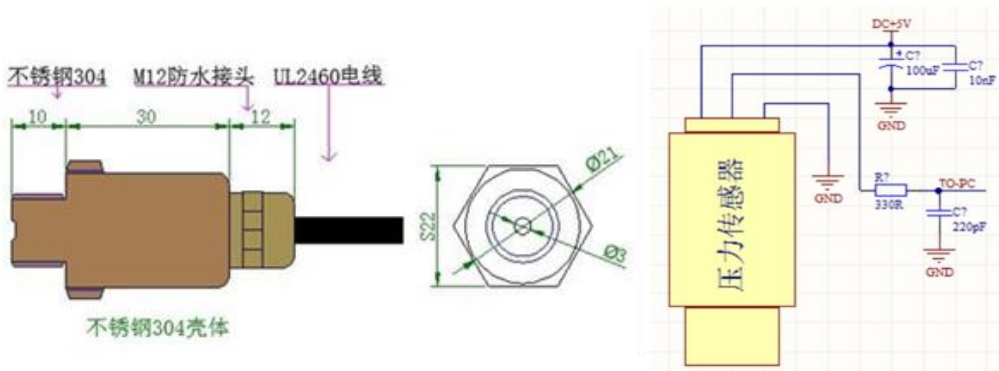 不锈钢304 M12防水接头 UL2460电线
10
30
12
不锈钢304壳体
S22
Ø21
Ø3
DC+5V
C?
100uF
C?
10nF
GND
GND
压力传感器
R?
330R
TO-PC
C?
220pF
GND